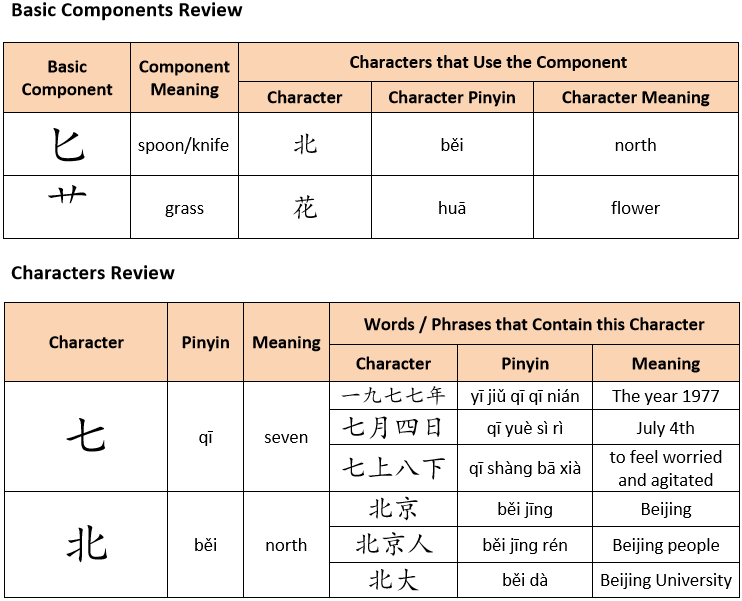 Basic Components Review
Basic Component
Component Meaning
Characters that Use the Component
Character
Character Pinyin
Character Meaning
匕
spoon/knife
北
běi
north
艹
grass
花
huā
flower
Characters Review
Character
Pinyin
Meaning
Words / Phrases that Contain this Character
Character
Pinyin
Meaning
七
qī
seven
一九七七年
yī jiǔ qī qī nián
The year 1977
七月四日
qī yuè sì rì
July 4th
七上八下
qī shàng bā xià
to feel worried
and agitated
北
běi
north
北京
běi jīng
Beijing
北京人
běi jīng rén
Beijing people
北大
běi dà
Beijing University